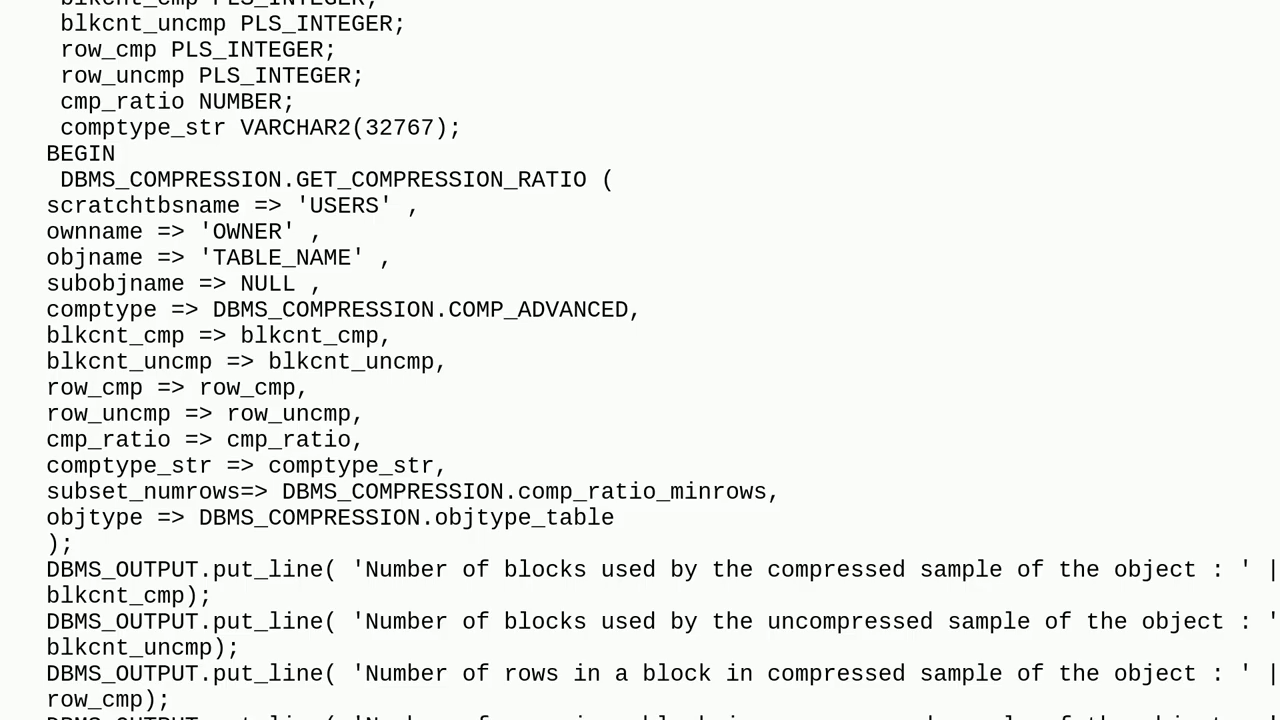 blkcnt_cmp PLS_INTEGER;
blkcnt_uncmp PLS_INTEGER;
row_cmp PLS_INTEGER;
row_uncmp PLS_INTEGER;
cmp_ratio NUMBER;
comptype_str VARCHAR2(32767);
BEGIN
DBMS_COMPRESSION.GET_COMPRESSION_RATIO (
scratchtbsname => 'USERS' ,
ownname => 'OWNER' ,
objname => 'TABLE_NAME' ,
subobjname => NULL ,
comptype => DBMS_COMPRESSION.COMP_ADVANCED,
blkcnt_cmp => blkcnt_cmp,
blkcnt_uncmp => blkcnt_uncmp,
row_cmp => row_cmp,
row_uncmp => row_uncmp,
cmp_ratio => cmp_ratio,
comptype_str => comptype_str,
subset_numrows=> DBMS_COMPRESSION.comp_ratio_minrows,
objtype => DBMS_COMPRESSION.objtype_table
);
DBMS_OUTPUT.put_line( 'Number of blocks used by the compressed sample of the object : ' |
blkcnt_cmp);
DBMS_OUTPUT.put_line( 'Number of blocks used by the uncompressed sample of the object : '
blkcnt_uncmp);
DBMS_OUTPUT.put_line( 'Number of rows in a block in compressed sample of the object : ' |
row_cmp);